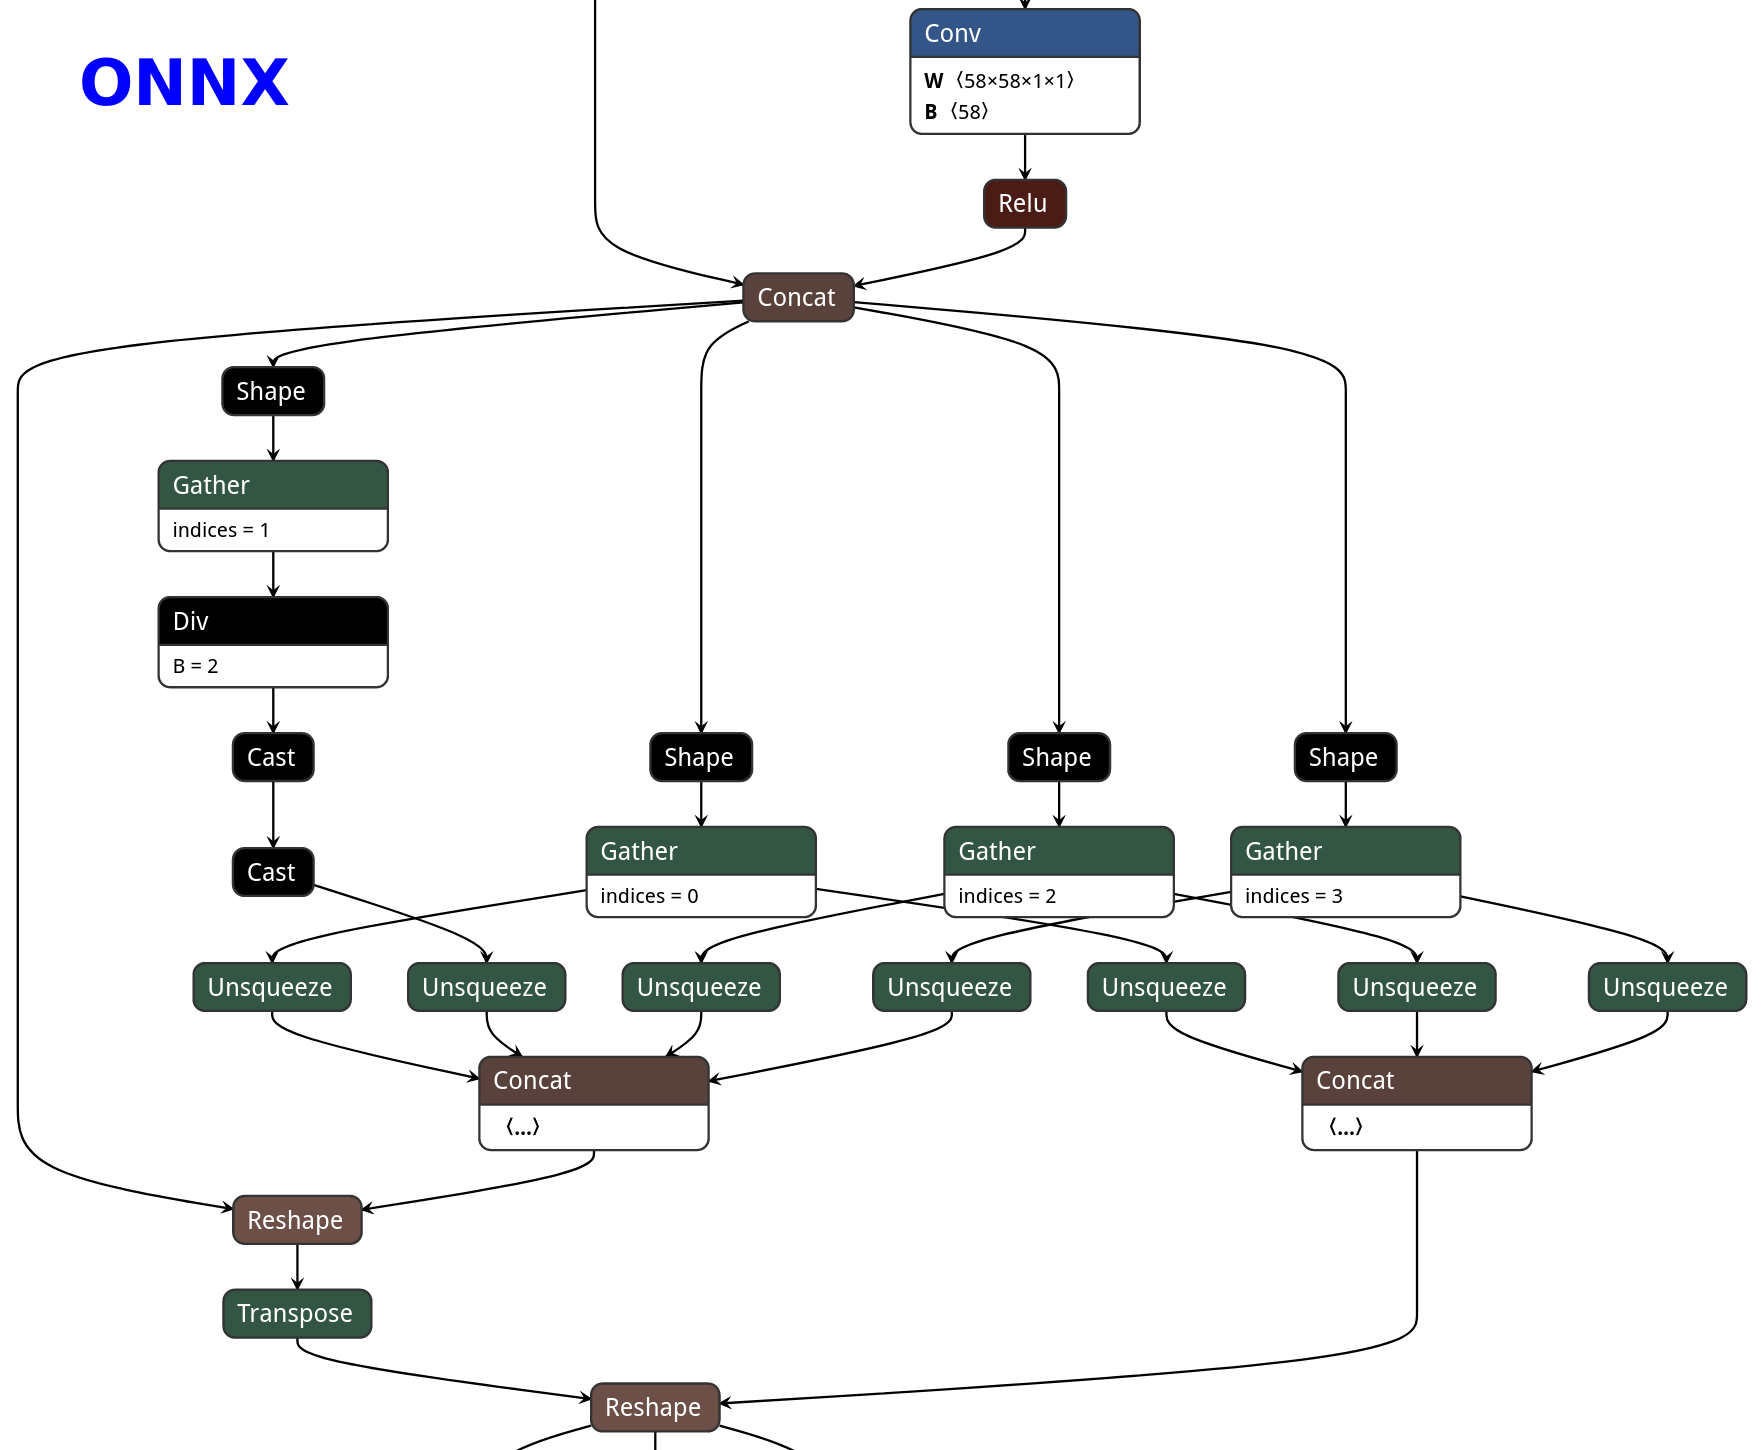 ONNX
Conv
W ⟨58×58×1×1⟩
B ⟨58⟩
Relu
Concat
Shape
Gather
indices = 1
Div
B = 2
Cast
Shape
Shape
Shape
Cast
Gather
indices = 0
Gather
indices = 2
Gather
indices = 3
Unsqueeze
Unsqueeze
Unsqueeze
Unsqueeze
Unsqueeze
Unsqueeze
Unsqueeze
Concat
⟨...⟩
Concat
⟨...⟩
Reshape
Transpose
Reshape